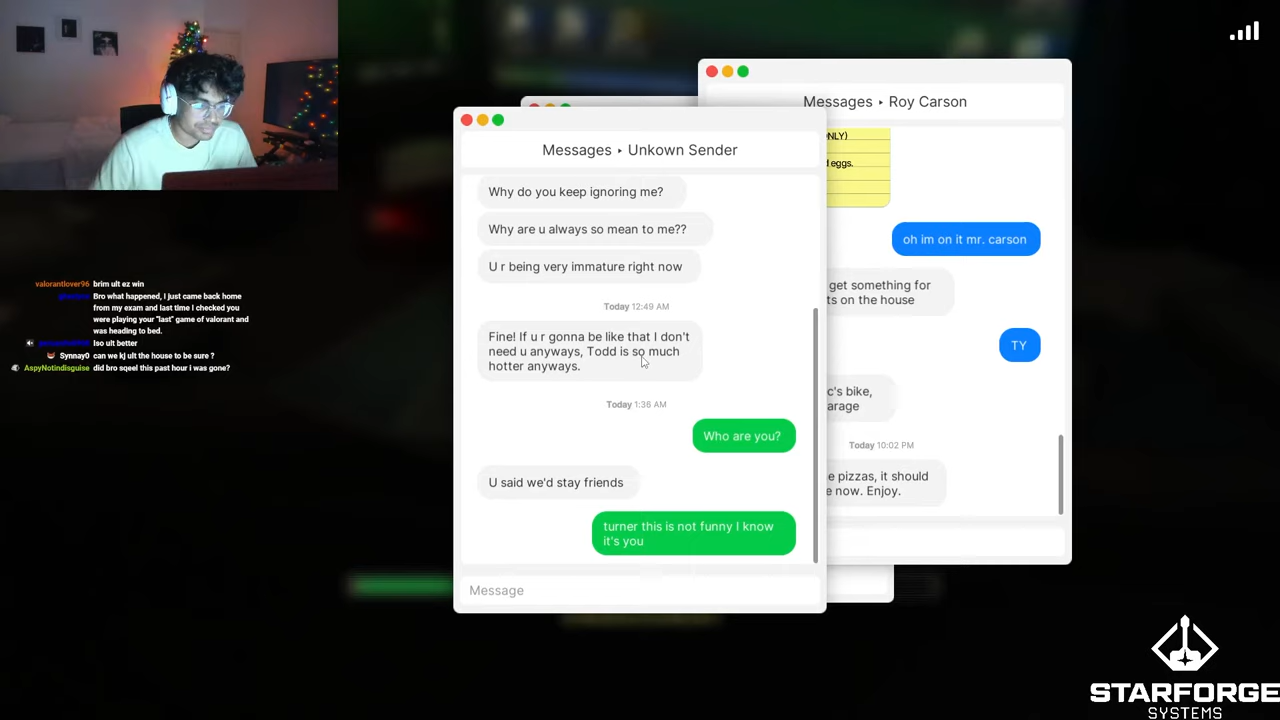 Messages ‣ Roy Carson
Messages ‣ Unkown Sender
NLY)
d eggs.
Why do you keep ignoring me?
Why are u always so mean to me??
U r being very immature right now
Today 12:49 AM
Fine! If u r gonna be like that I don't
need u anyways, Todd is so much
hotter anyways.
Today 1:36 AM
Who are you?
U said we'd stay friends
turner this is not funny I know
it's you
Message
oh im on it mr. carson
get something for
ts on the house
TY
c's bike,
arage
Today 10:02 PM
e pizzas, it should
e now. Enjoy.
valorantlover96 brim ult ez win
Bro what happened, I just came back home
from my exam and last time I checked you
were playing your "last" game of valorant and
was heading to bed.
Iso ult better
Synnay0 can we kj ult the house to be sure ?
AspyNotindisguise did bro sqeel this past hour i was gone?
STARFORGE
SYSTEMS